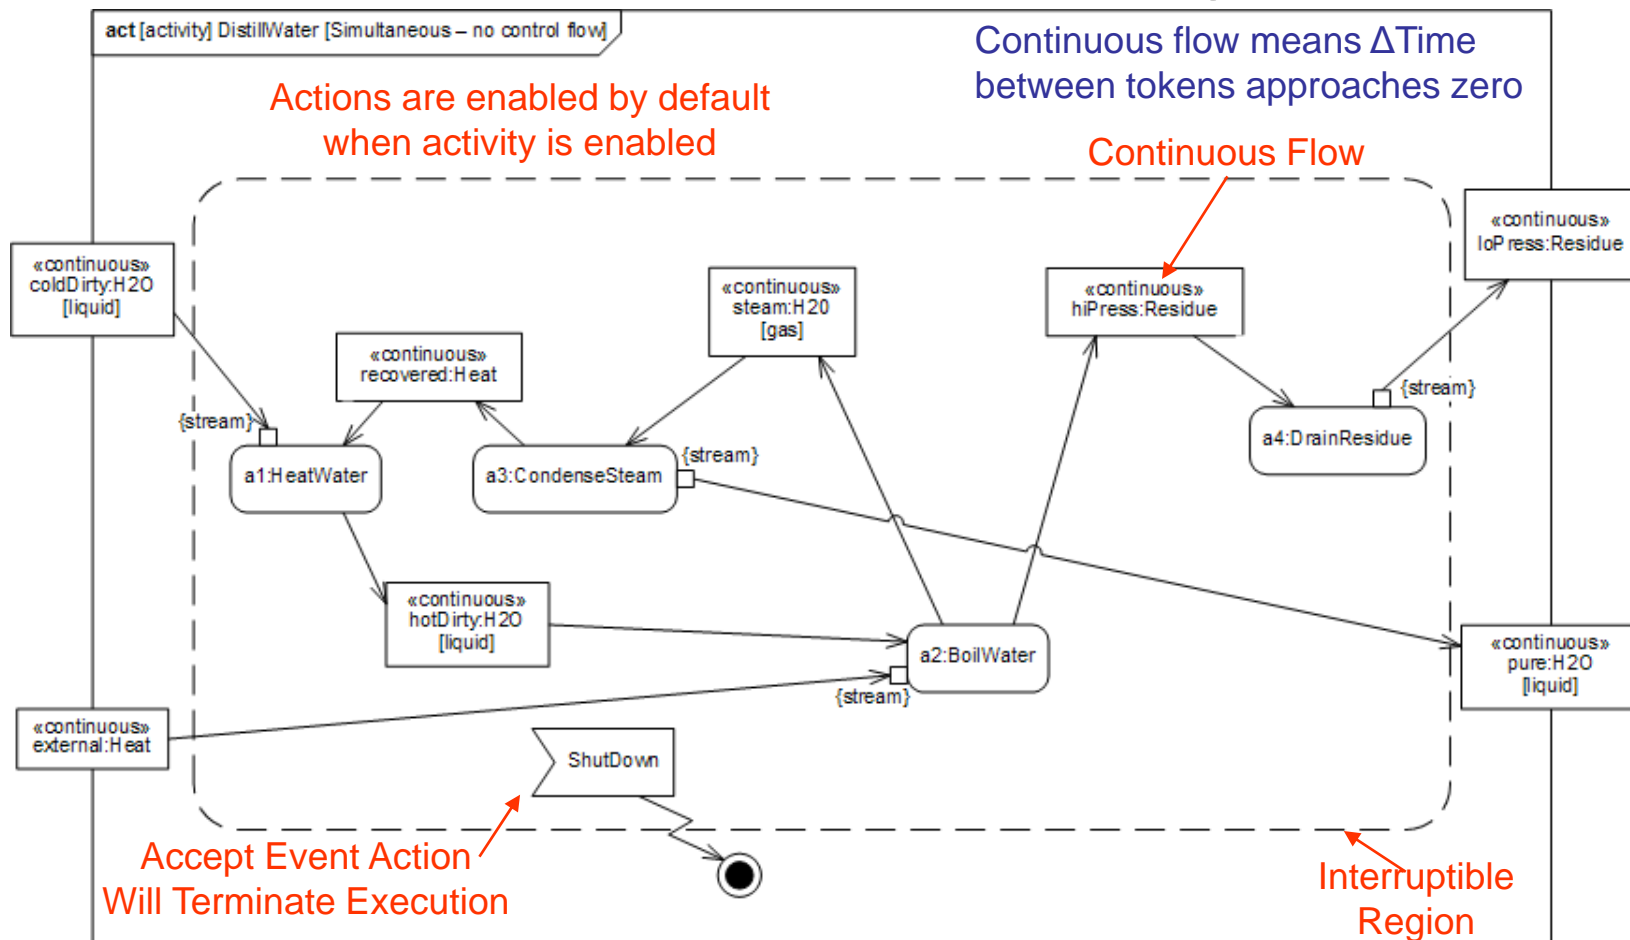 act [activity] DistillWater [Simultaneous – no control flow]
Continuous flow means ΔTime
between tokens approaches zero
Actions are enabled by default
when activity is enabled
Continuous Flow
«continuous»
loPress:Residue
«continuous»
coldDirty:H2O
[liquid]
«continuous»
steam:H20
[gas]
«continuous»
hiPress:Residue
«continuous»
recovered:Heat
{stream}
{stream}
a1:HeatWater
a3:CondenseSteam
{stream}
a4:DrainResidue
«continuous»
hotDirty:H2O
[liquid]
a2:BoilWater
{stream}
«continuous»
pure:H2O
[liquid]
«continuous»
external:Heat
ShutDown
Accept Event Action
Will Terminate Execution
Interruptible
Region